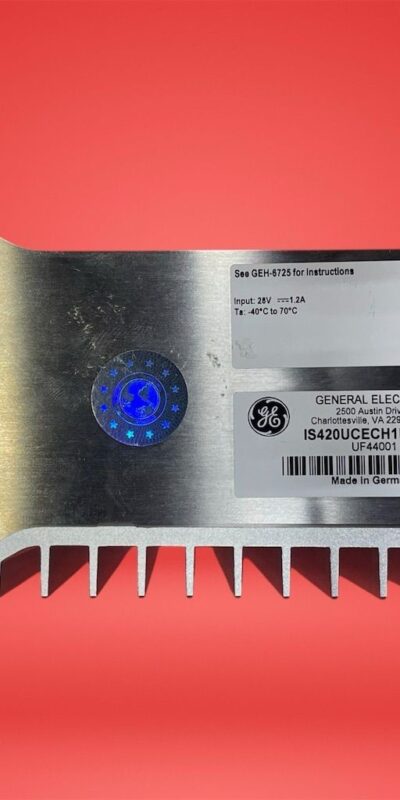 See GEH-6725 for Instructions
Input: 28V ⎓1.2A
Ta: -40°C to 70°C
GE
GENERAL ELEC
2500 Austin Driv
Charlottesville, VA 229
IS420UCECH1
UF44001
Made in Germ